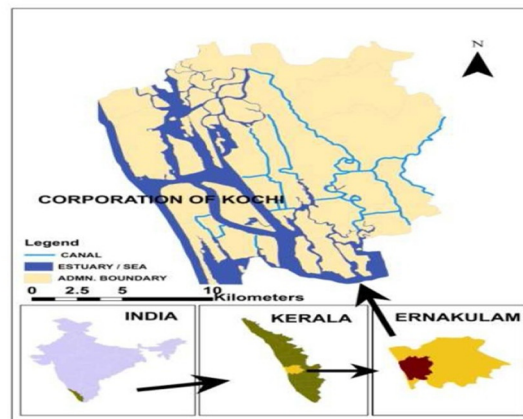 N
CORPORATION OF KOCHI
Legend
CANAL
ESTUARY / SEA
ADMN. BOUNDARY
0 2.5 5 10
Kilometers
INDIA KERALA ERNAKULAM